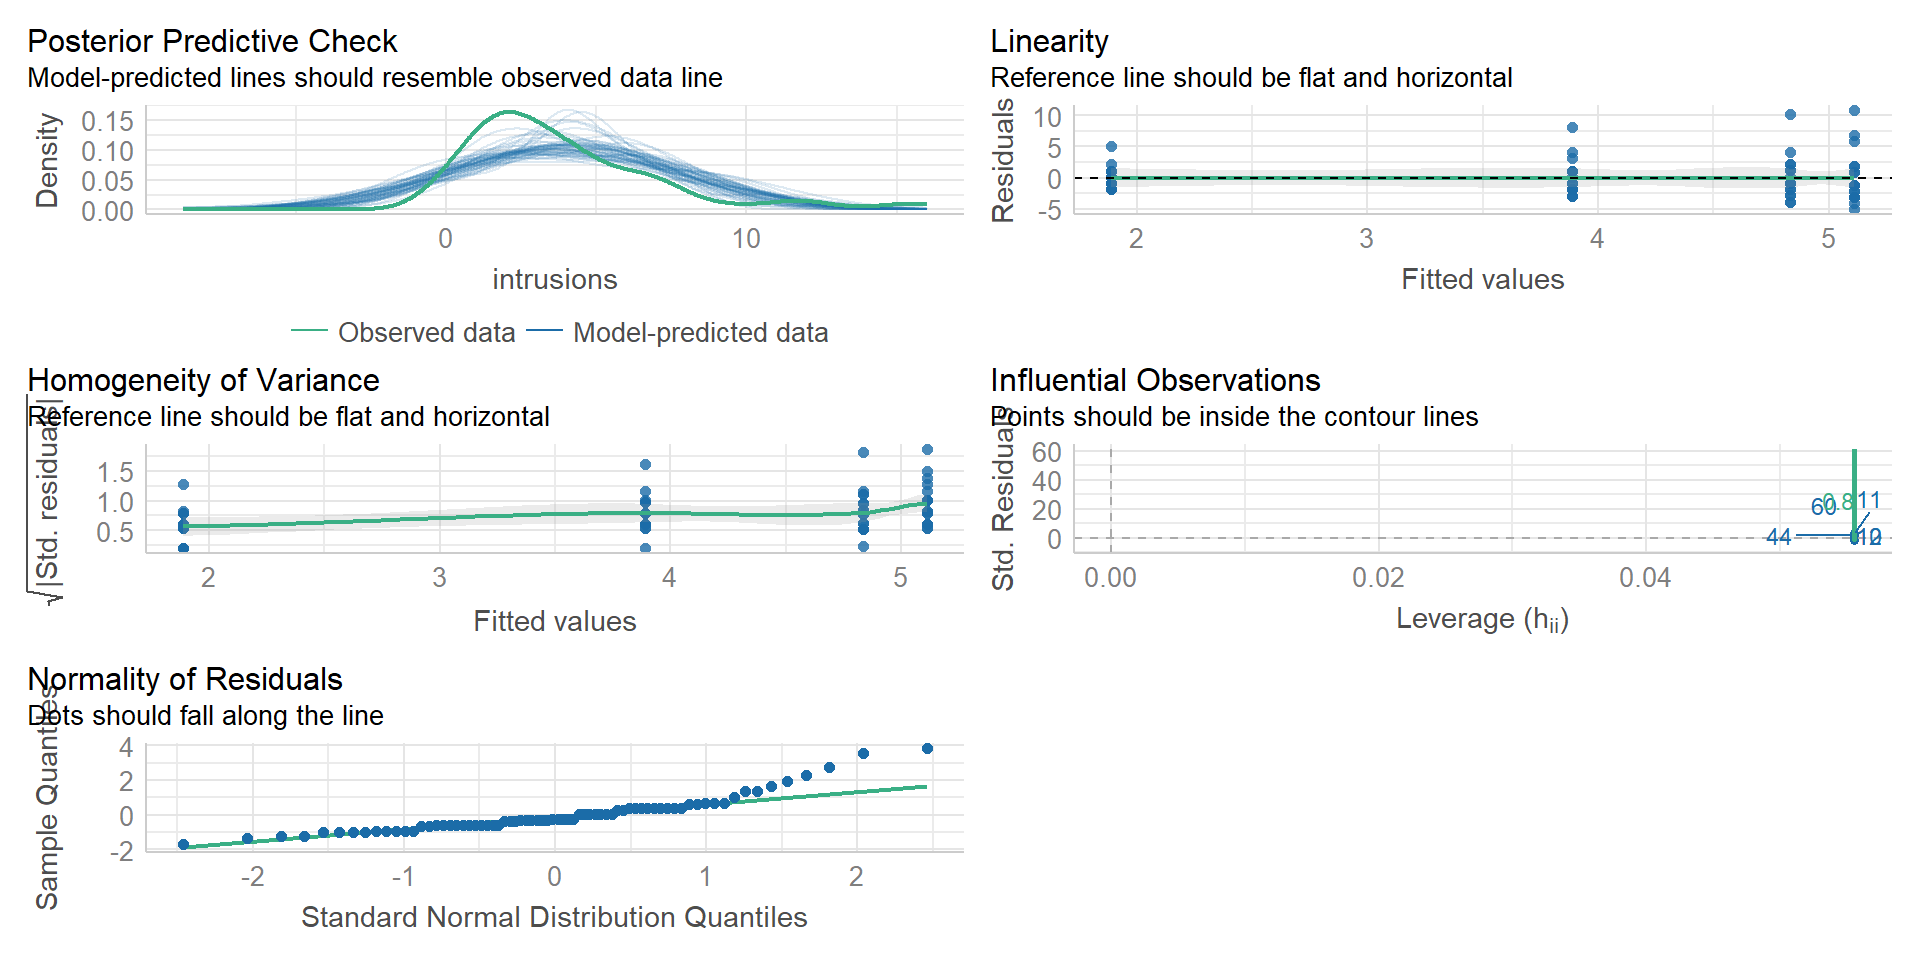 Posterior Predictive Check
Model-predicted lines should resemble observed data line
Density
0.15
0.10
0.05
0.00
0 10
intrusions
Observed data Model-predicted data
Linearity
Reference line should be flat and horizontal
Residuals
10
5
0
-5
2 3 4 5
Fitted values
Homogeneity of Variance
Reference line should be flat and horizontal
√|Std. residuals|
1.5
1.0
0.5
2 3 4 5
Fitted values
Influential Observations
Points should be inside the contour lines
Std. Residuals
60
40
20
0
60 0.8 11
44
0.00 0.02 0.04
Leverage (hᵢᵢ)
Normality of Residuals
Dots should fall along the line
Sample Quantiles
4
2
0
-2
-2 -1 0 1 2
Standard Normal Distribution Quantiles